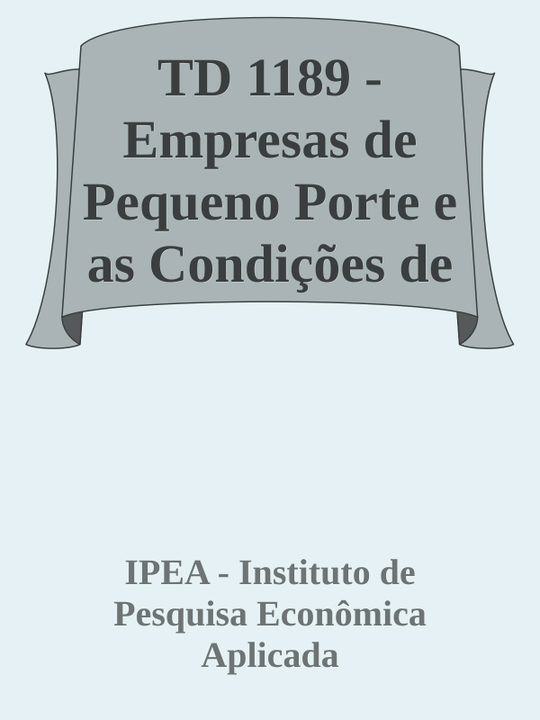 TD 1189 -
Empresas de
Pequeno Porte e
as Condições de
IPEA - Instituto de
Pesquisa Econômica
Aplicada